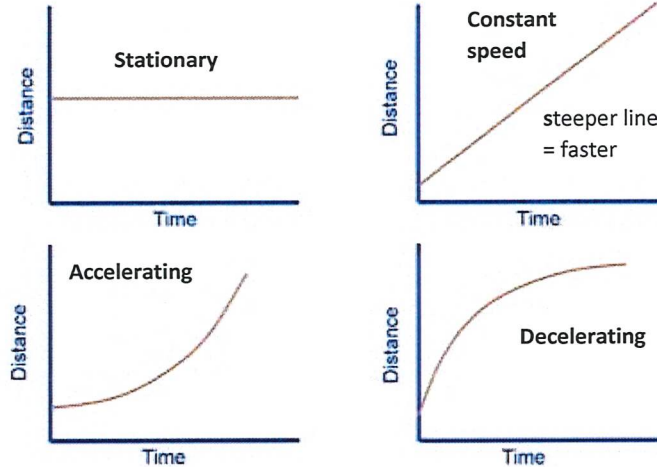 Stationary
Distance
Time
Constant
speed
steeper line
= faster
Distance
Time
Accelerating
Distance
Time
Decelerating
Distance
Time